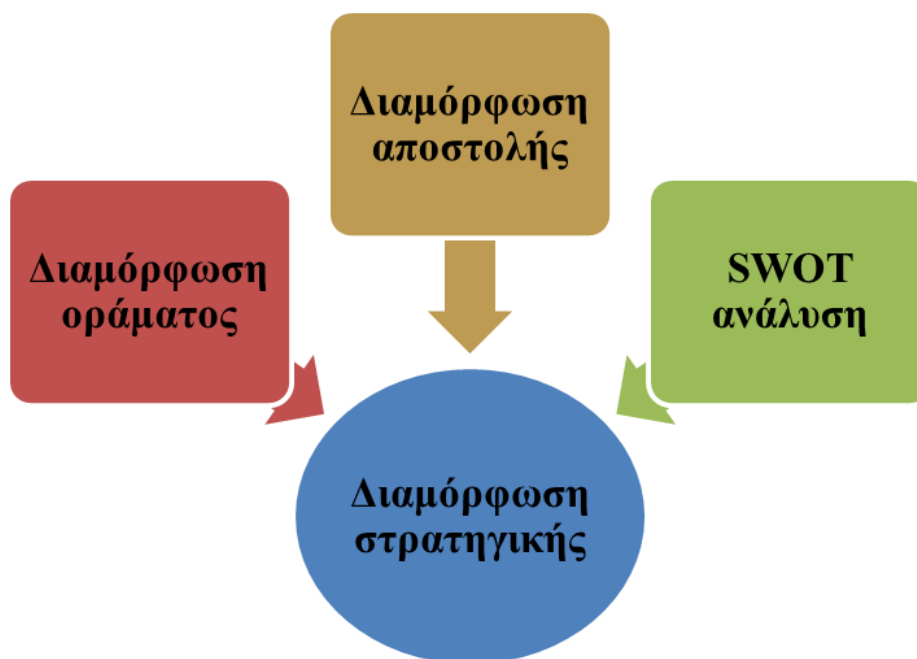 Διαμόρφωση
αποστολής
Διαμόρφωση
οράματος
SWOT
ανάλυση
Διαμόρφωση
στρατηγικής